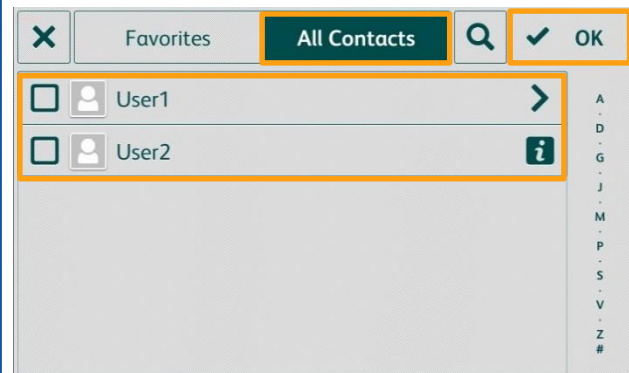 Favorites All Contacts OK
User1
User2
i
A
.
D
.
G
.
J
.
M
.
P
.
S
.
V
.
Z
#